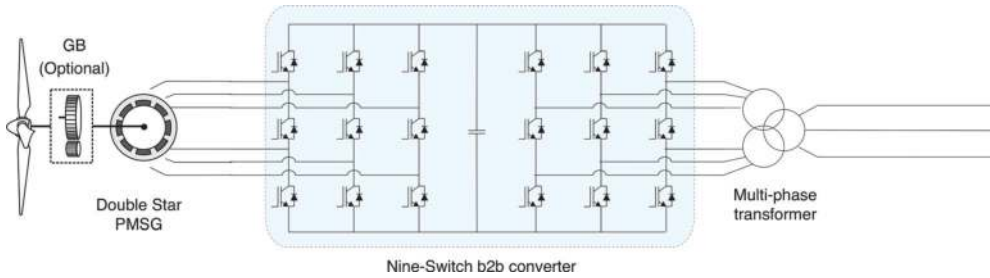 GB
(Optional)
Double Star
PMSG
Multi-phase
transformer
Nine-Switch b2b converter